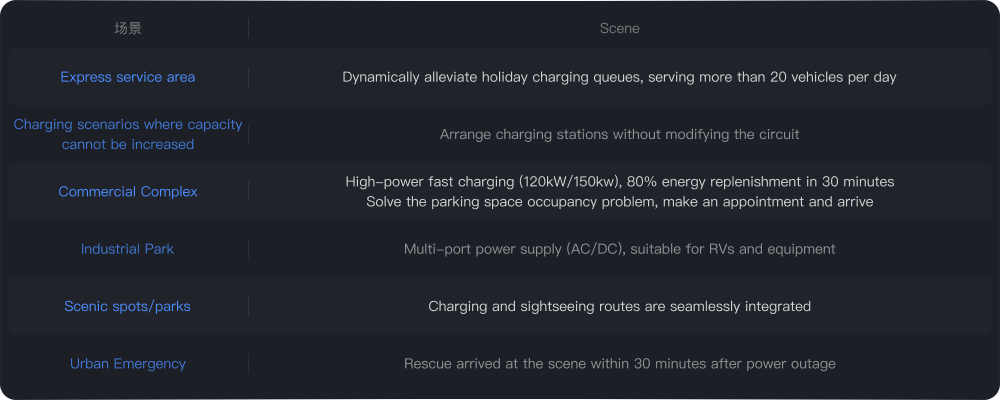 场景
Scene
Express service area
Dynamically alleviate holiday charging queues, serving more than 20 vehicles per day
Charging scenarios where capacity
cannot be increased
Arrange charging stations without modifying the circuit
Commercial Complex
High-power fast charging (120kW/150kw), 80% energy replenishment in 30 minutes
Solve the parking space occupancy problem, make an appointment and arrive
Industrial Park
Multi-port power supply (AC/DC), suitable for RVs and equipment
Scenic spots/parks
Charging and sightseeing routes are seamlessly integrated
Urban Emergency
Rescue arrived at the scene within 30 minutes after power outage